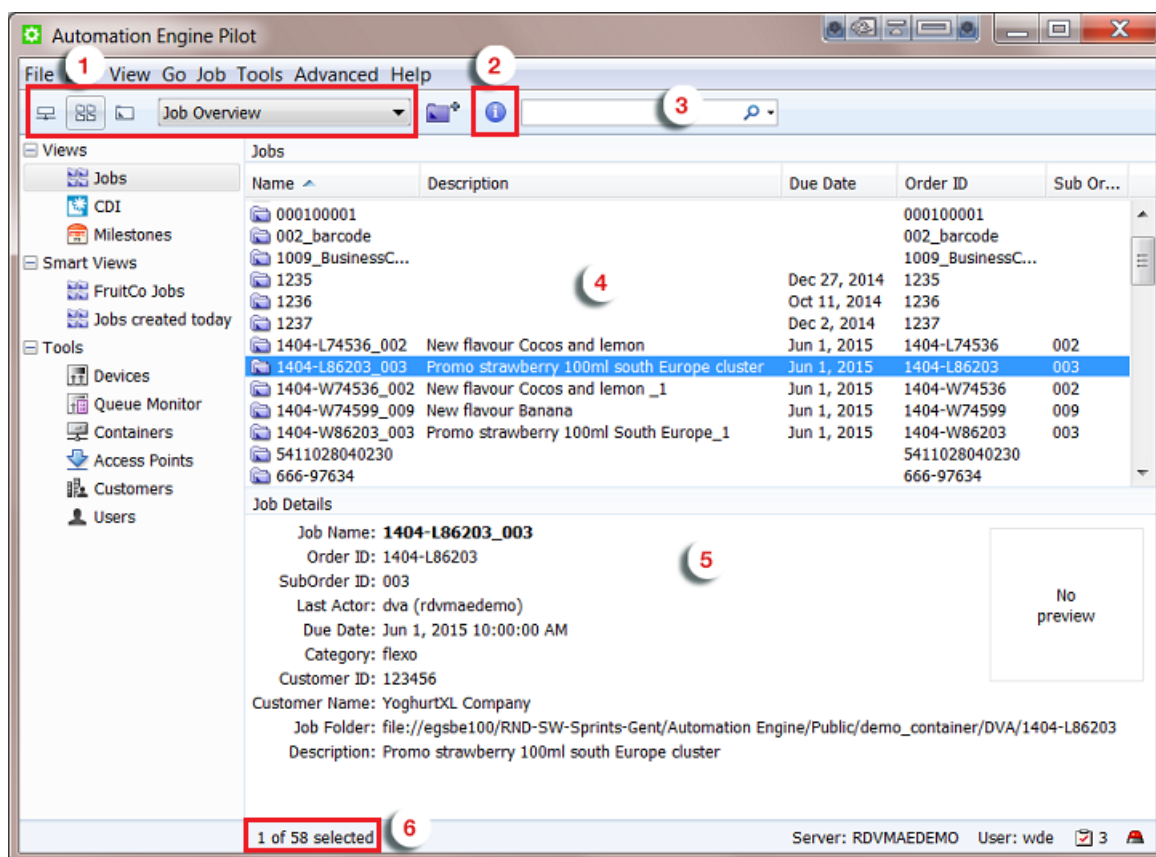 Automation Engine Pilot
File View Go Job Tools Advanced Help
1
2
Job Overview
3
Views
Jobs
CDI
Milestones
Smart Views
FruitCo Jobs
Jobs created today
Tools
Devices
Queue Monitor
Containers
Access Points
Customers
Users
Jobs
Name Description Due Date Order ID Sub Or...
000100001 000100001
002_barcode 002_barcode
1009_BusinessC... 1009_BusinessC...
1235 Dec 27, 2014 1235
4
1236 Oct 11, 2014 1236
1237 Dec 2, 2014 1237
1404-L74536_002 New flavour Cocos and lemon Jun 1, 2015 1404-L74536 002
1404-L86203_003 Promo strawberry 100ml south Europe cluster Jun 1, 2015 1404-L86203 003
1404-W74536_002 New flavour Cocos and lemon _1 Jun 1, 2015 1404-W74536 002
1404-W74599_009 New flavour Banana Jun 1, 2015 1404-W74599 009
1404-W86203_003 Promo strawberry 100ml South Europe_1 Jun 1, 2015 1404-W86203 003
5411028040230 5411028040230
666-97634 666-97634
Job Details
Job Name: 1404-L86203_003
Order ID: 1404-L86203
5
SubOrder ID: 003
Last Actor: dva (rdvmaedemo)
Due Date: Jun 1, 2015 10:00:00 AM
Category: flexo
Customer ID: 123456
Customer Name: YoghurtXL Company
Job Folder: file://egsbe100/RND-SW-Sprints-Gent/Automation Engine/Public/demo_container/DVA/1404-L86203
Description: Promo strawberry 100ml south Europe cluster
No
preview
1 of 58 selected
6
Server: RDVMAEDEMO User: wde 3